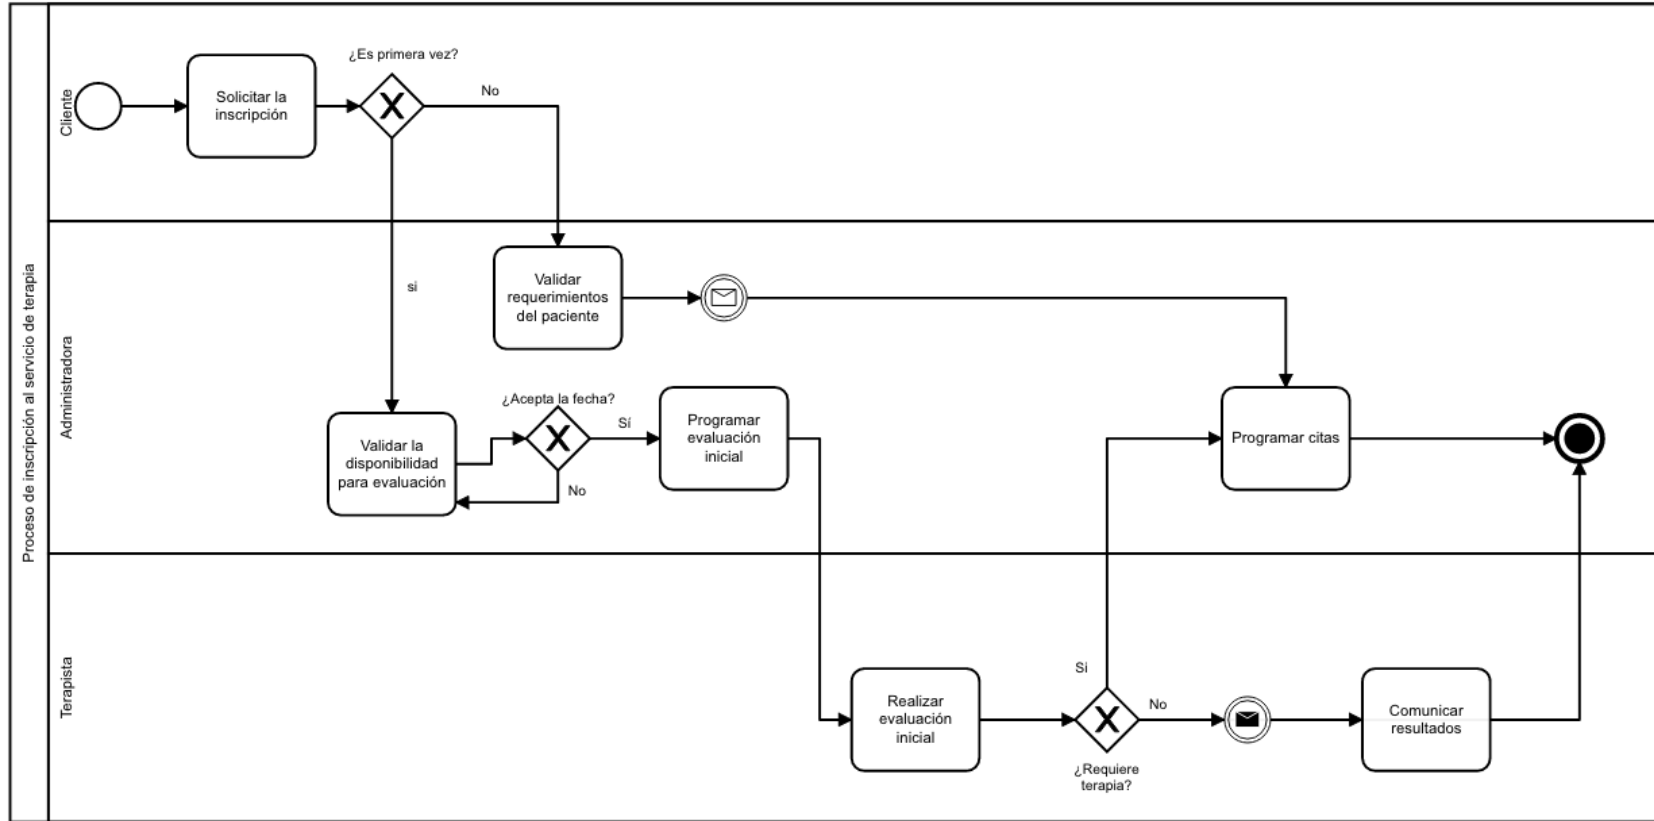 Proceso de inscripción al servicio de terapia
Cliente
Solicitar la
inscripción
¿Es primera vez?
No
si
Administradora
Validar
requerimientos
del paciente
Validar la
disponibilidad
para evaluación
¿Acepta la fecha?
Sí
No
Programar
evaluación
inicial
Programar citas
Terapista
Realizar
evaluación
inicial
Si
No
¿Requiere
terapia?
Comunicar
resultados